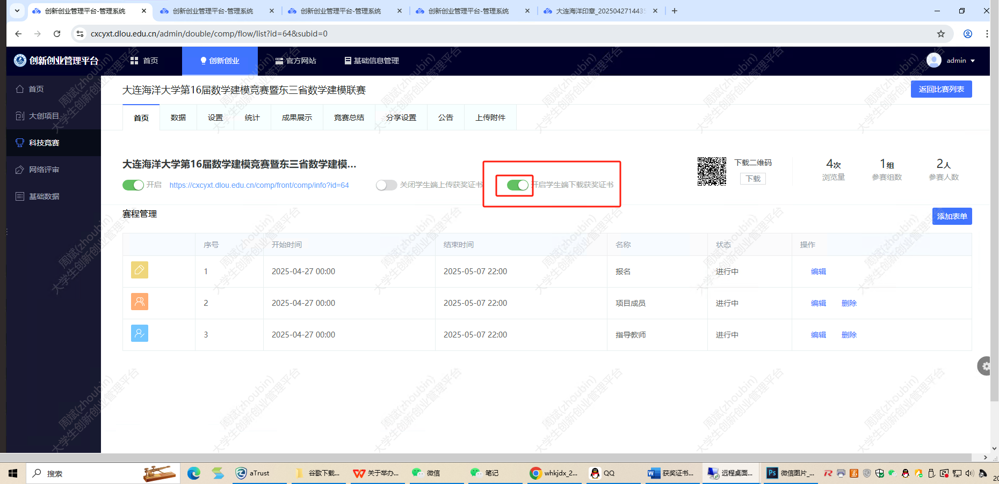 创新创业管理平台-管理系统
创新创业管理平台-管理系统
创新创业管理平台-管理系统
创新创业管理平台-管理系统
大连海洋印章_2025042714435
cxcyxt.dlou.edu.cn/admin/double/comp/flow/list?id=64&subid=0
创新创业管理平台
首页
创新创业
官方网站
基础信息管理
admin
首页
大创项目
科技竞赛
网络评审
基础数据
大连海洋大学第16届数学建模竞赛暨东三省数学建模联赛
返回比赛列表
首页
数据
设置
统计
成果展示
竞赛总结
分享设置
公告
上传附件
大连海洋大学第16届数学建模竞赛暨东三省数学建模...
开启
https://cxcyxt.dlou.edu.cn/comp/front/comp/info?id=64
关闭学生端上传获奖证书
开启学生端下载获奖证书
下载二维码
下载
4次
浏览量
1组
参赛组数
2人
参赛人数
赛程管理
添加表单
序号 开始时间 结束时间 名称 状态 操作
1 2025-04-27 00:00 2025-05-07 22:00 报名 进行中 编辑
2 2025-04-27 00:00 2025-05-07 22:00 项目成员 进行中 编辑 删除
3 2025-04-27 00:00 2025-05-07 22:00 指导教师 进行中 编辑 删除
周斌(zhoubin)
大学生创新创业管理平台
搜索
aTrust
谷歌下载...
关于举办...
微信
笔记
whkjdx_2...
QQ
获奖证书...
远程桌面...
Ps
微信图片_...
20